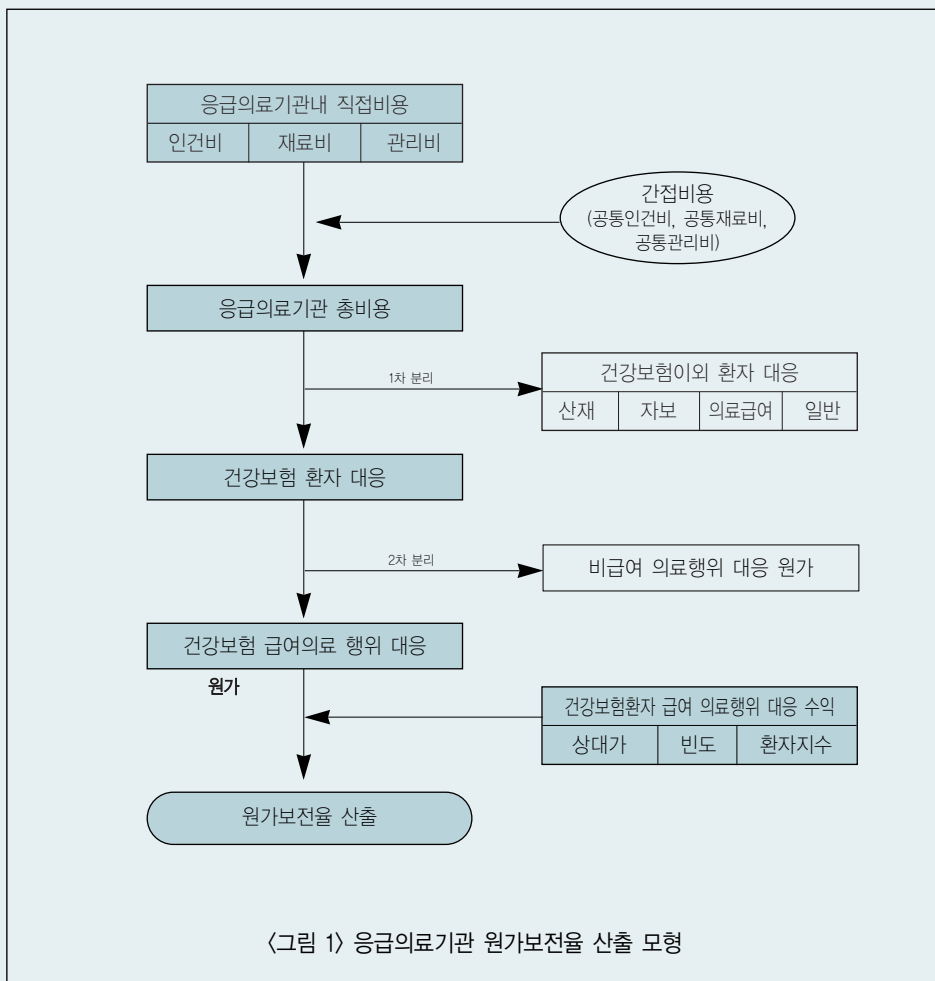 응급의료기관내 직접비용
인건비 재료비 관리비
간접비용
(공통인건비, 공통재료비,
공통관리비)
응급의료기관 총비용
1차 분리
건강보험이외 환자 대응
산재 자보 의료급여 일반
건강보험 환자 대응
2차 분리
비급여 의료행위 대응 원가
건강보험 급여의료 행위 대응
원가
건강보험환자 급여 의료행위 대응 수익
상대가 빈도 환자지수
원가보전율 산출
〈그림 1〉 응급의료기관 원가보전율 산출 모형